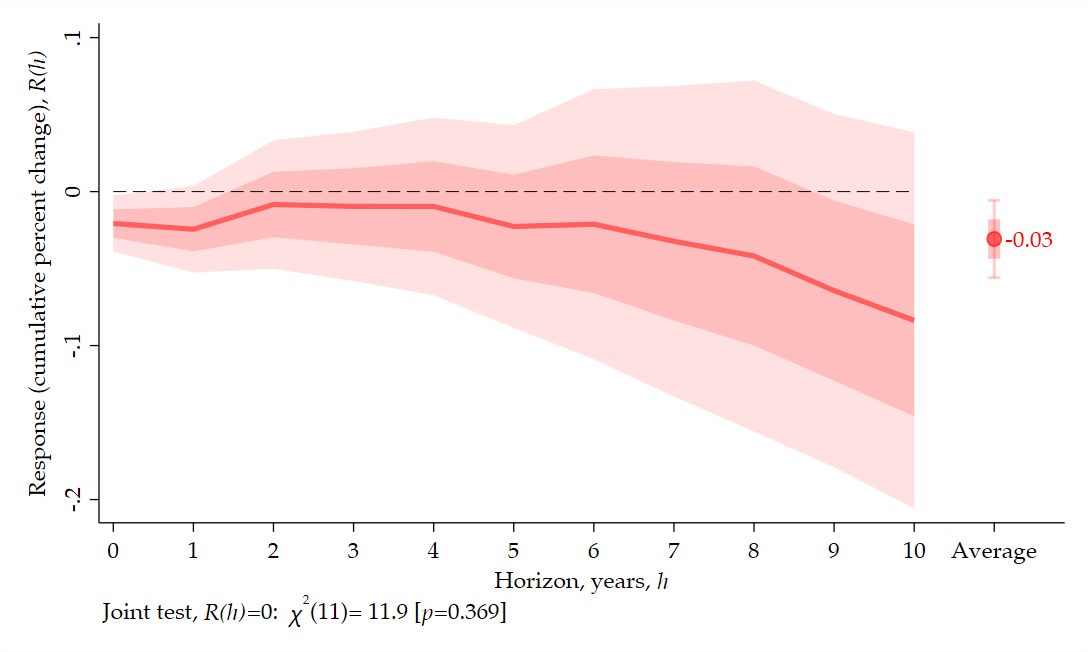 Response (cumulative percent change), R(h)
.1
0
-.1
-.2
-0.03
0 1 2 3 4 5 6 7 8 9 10 Average
Horizon, years, h
Joint test, R(h)=0: χ²(11)= 11.9 [p=0.369]